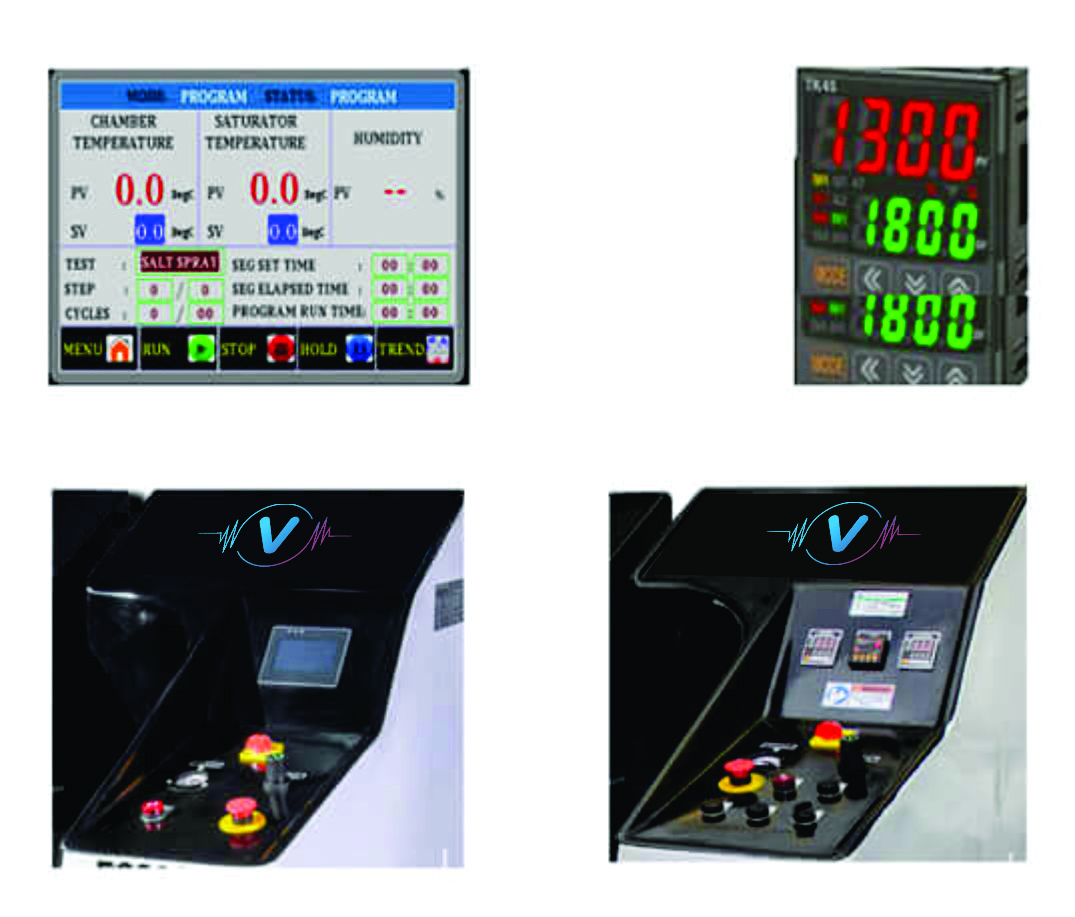 MODE PROGRAM STATUS PROGRAM
CHAMBER TEMPERATURE
SATURATOR TEMPERATURE
HUMIDITY
PV 0.0 DegC PV 0.0 DegC PV -- %
SV 0.0 DegC SV 0.0 DegC
TEST : SALT SPRAY SEG SET TIME : 00 : 00
STEP : 0 / 0 SEG ELAPSED TIME : 00 : 00
CYCLES : 0 / 00 PROGRAM RUN TIME: 00 : 00
MENU RUN STOP HOLD TREND
TK4S
1300
1800
MODE
1800
MODE
V
V